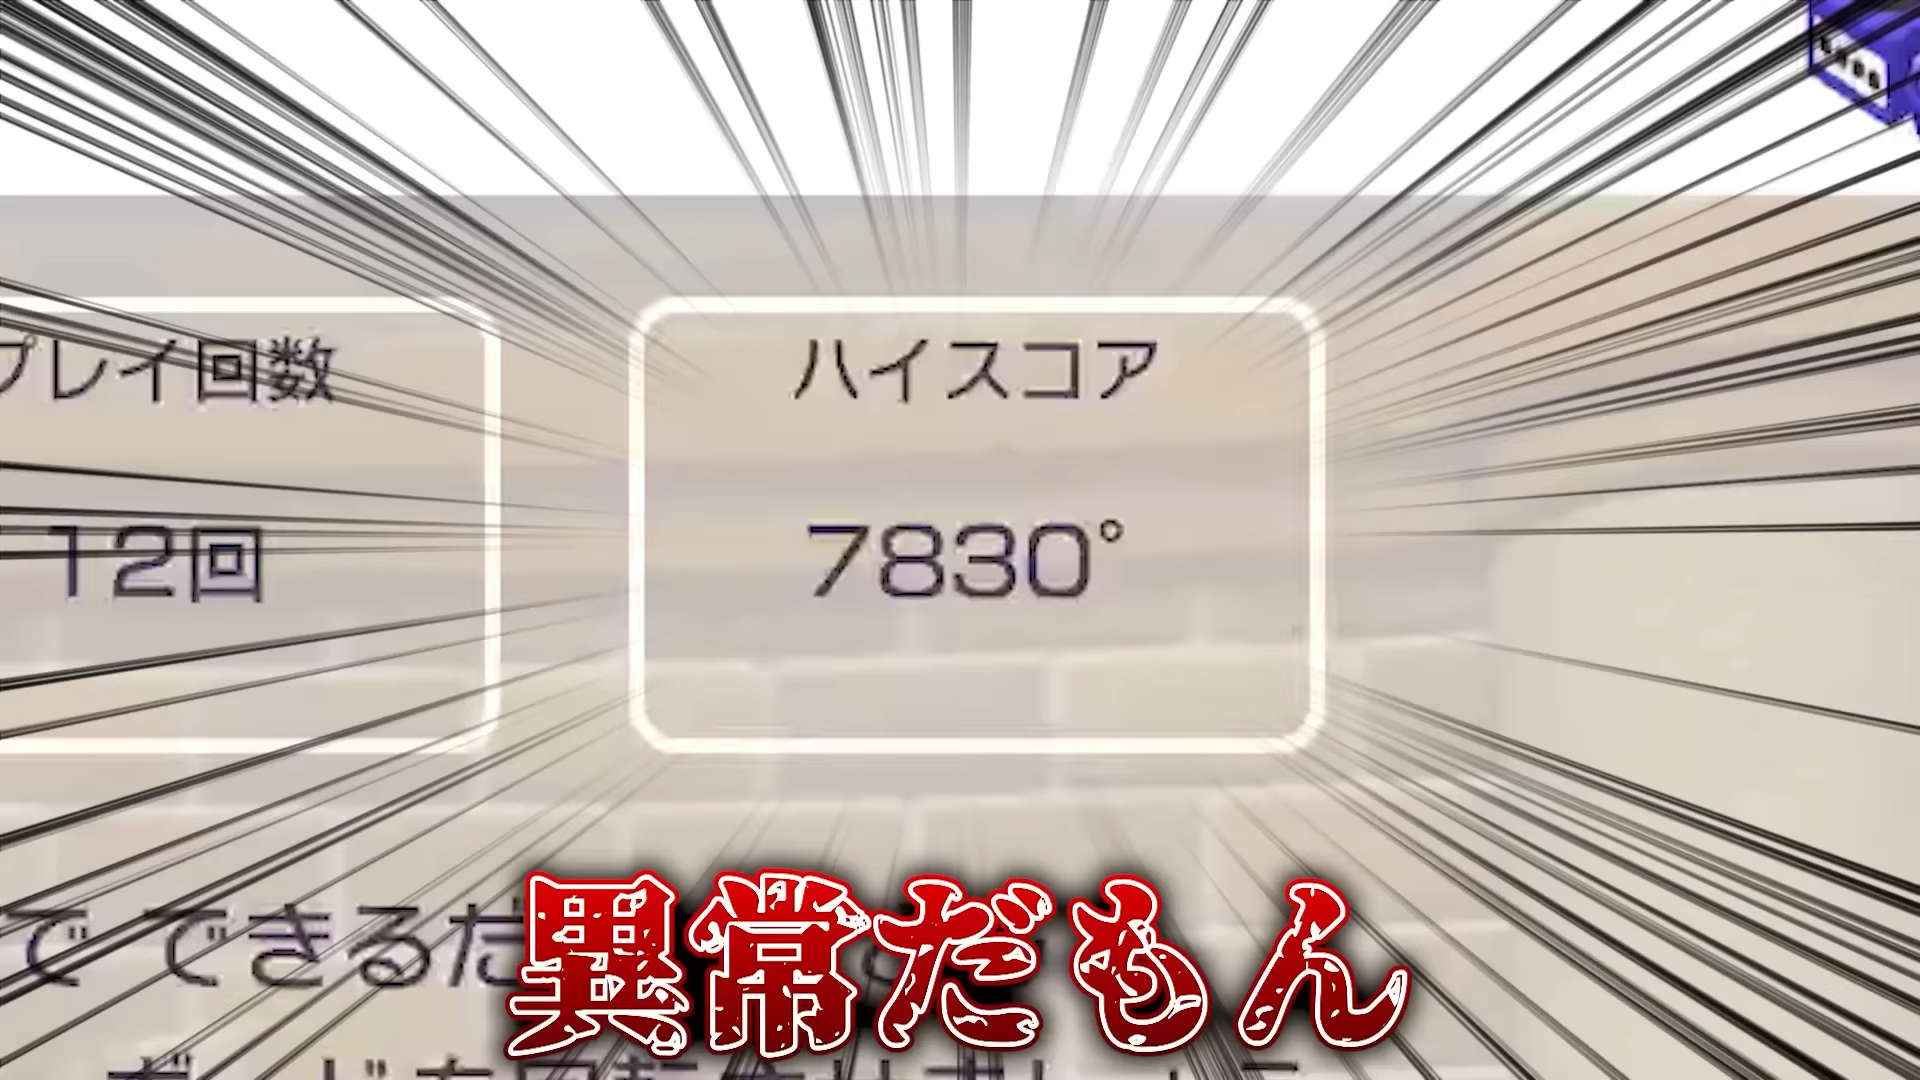 プレイ回数
ハイスコア
12回
7830°
で できるだ
異常だもん